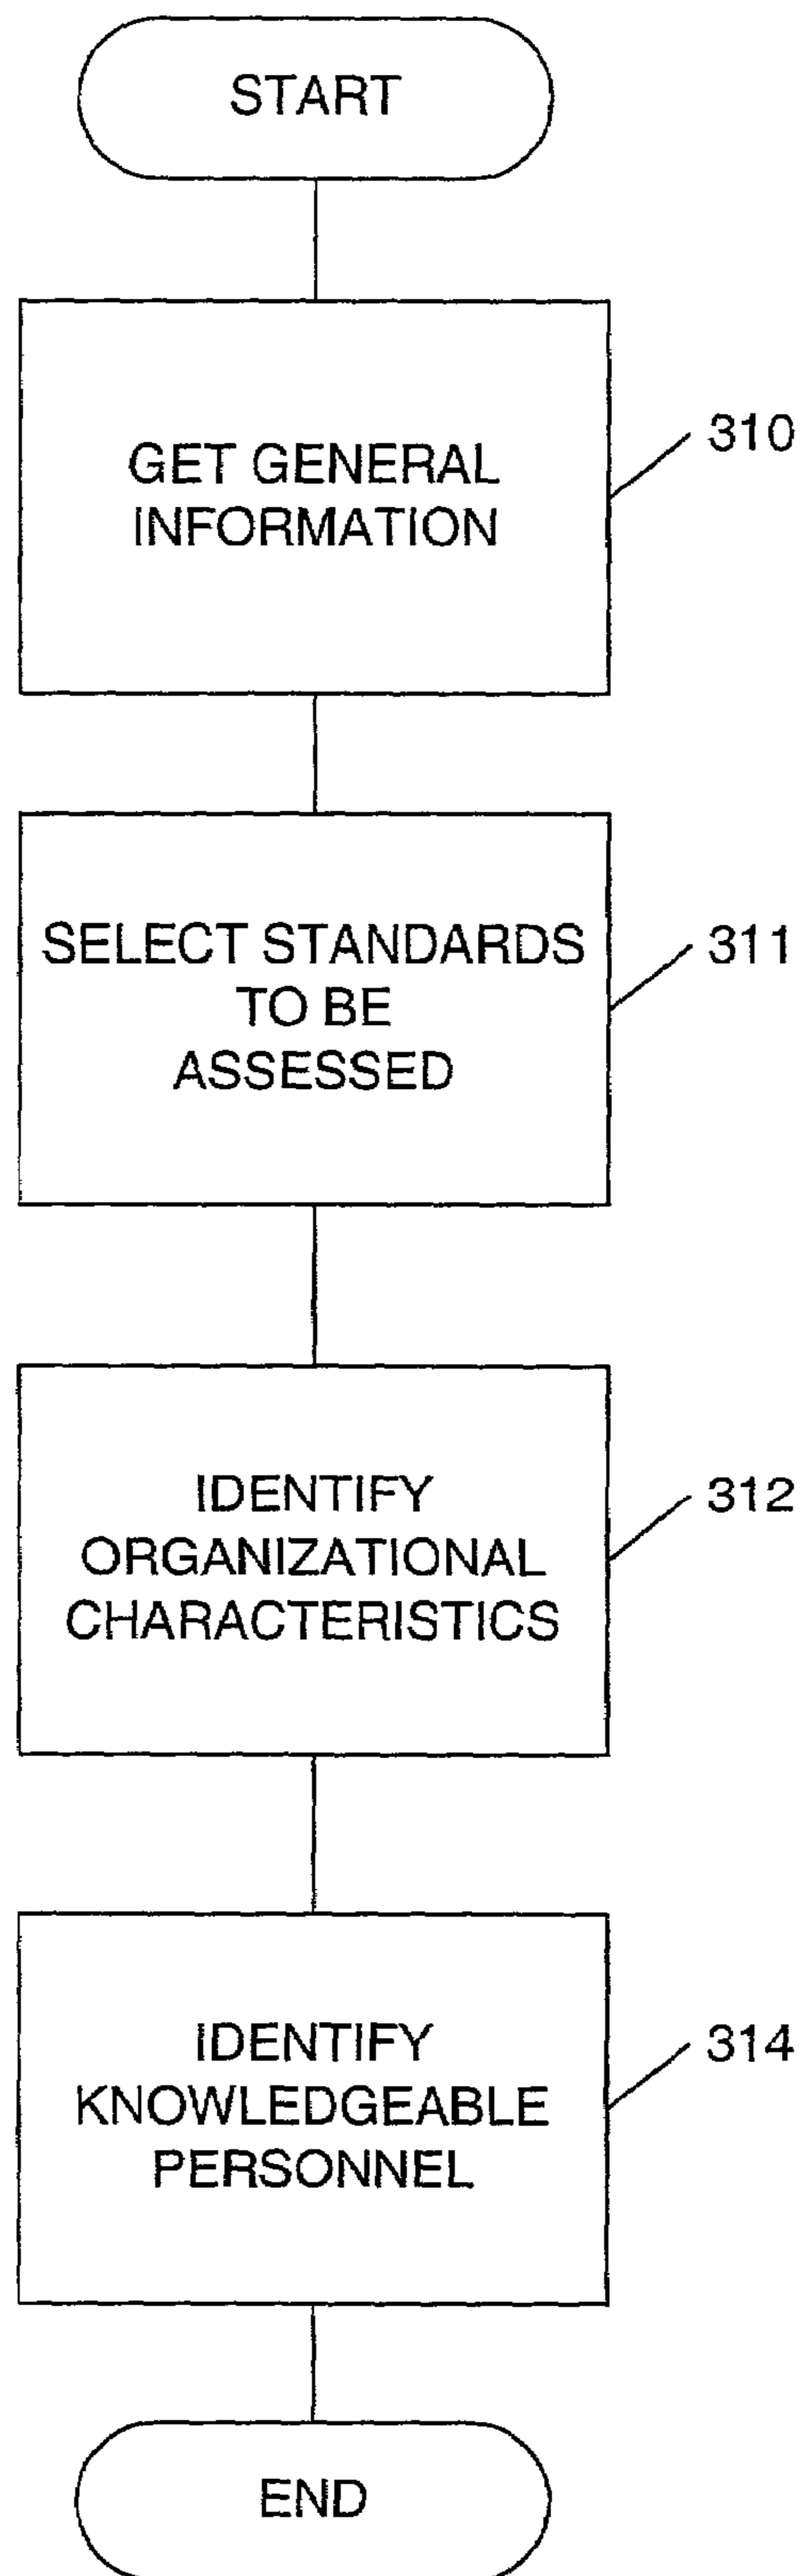 START
GET GENERAL
INFORMATION
310
SELECT STANDARDS
TO BE
ASSESSED
311
IDENTIFY
ORGANIZATIONAL
CHARACTERISTICS
312
IDENTIFY
KNOWLEDGEABLE
PERSONNEL
314
END